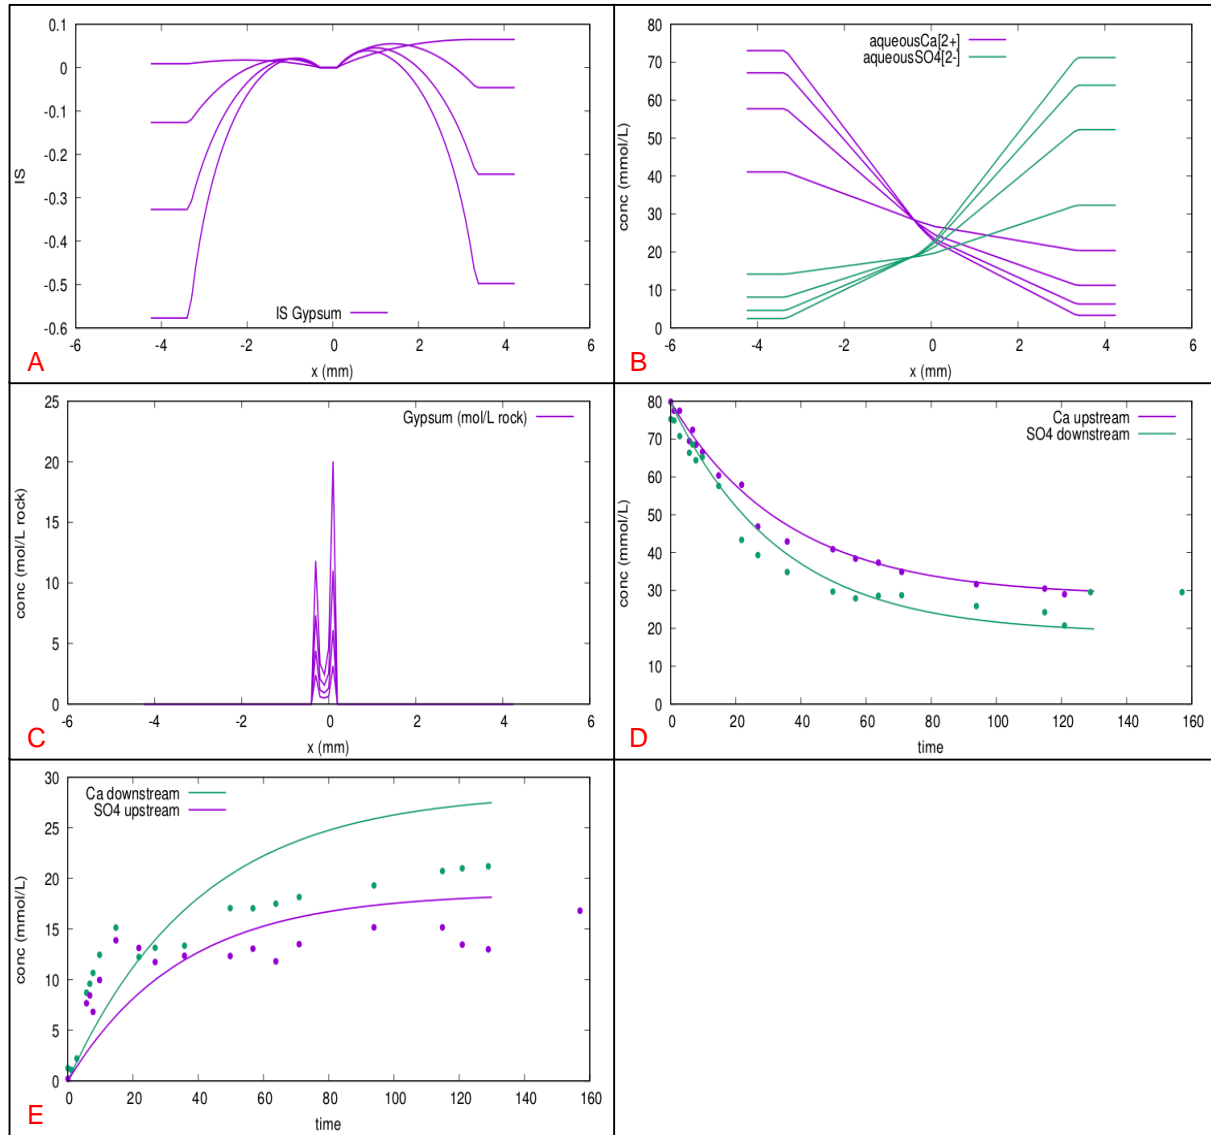 0.1
0
-0.1
-0.2
-0.3
-0.4
-0.5
-0.6
IS
IS Gypsum
-6 -4 -2 0 2 4 6
x (mm)
A
80
70
60
50
40
30
20
10
0
conc (mmol/L)
aqueousCa[2+]
aqueousSO4[2-]
-6 -4 -2 0 2 4 6
x (mm)
B
25
20
15
10
5
0
conc (mol/L rock)
Gypsum (mol/L rock)
-6 -4 -2 0 2 4 6
x (mm)
C
80
70
60
50
40
30
20
10
0
conc (mmol/L)
Ca upstream
SO4 downstream
0 20 40 60 80 100 120 140 160
time
D
30
25
20
15
10
5
0
conc (mmol/L)
Ca downstream
SO4 upstream
0 20 40 60 80 100 120 140 160
time
E